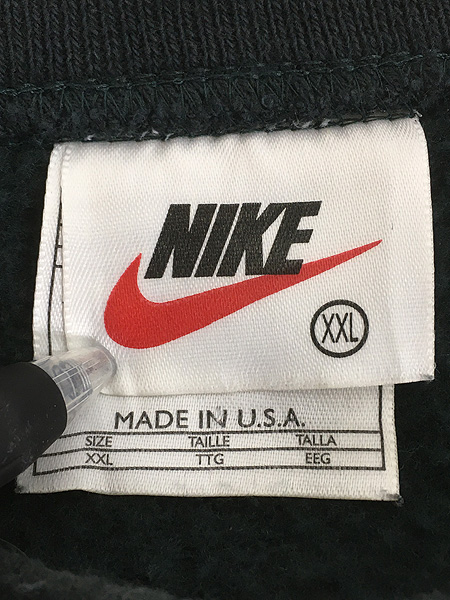 NIKE
XXL
MADE IN U.S.A.
SIZE TAILLE TALLA
XXL TTG EEG